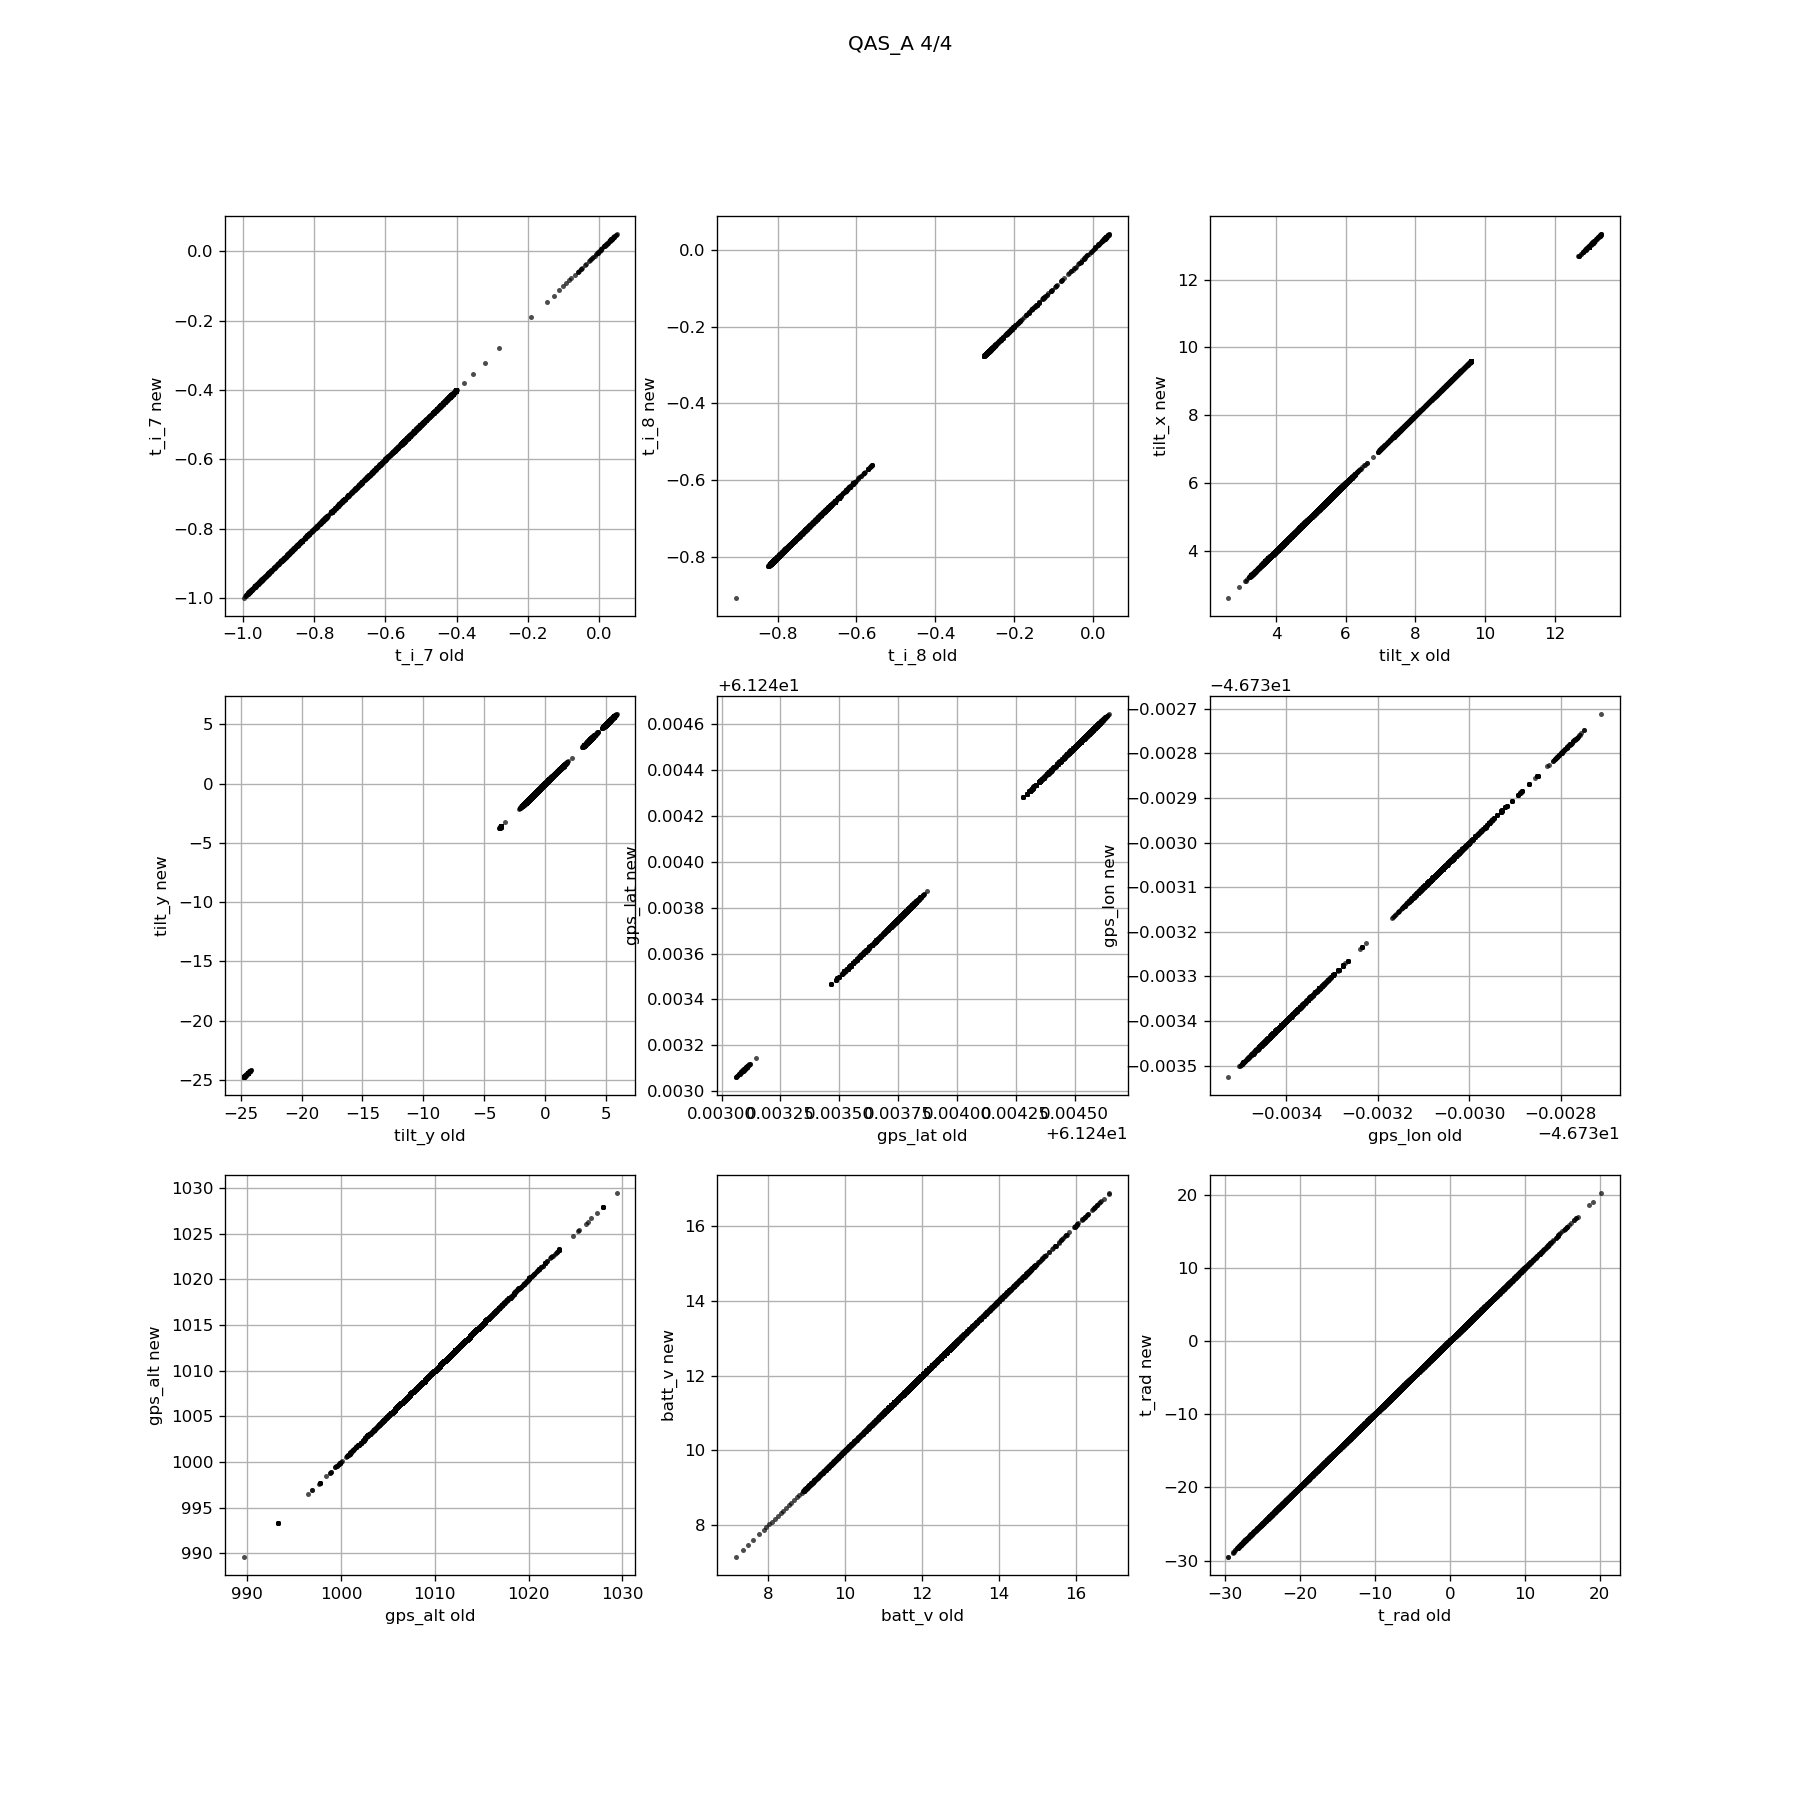 QAS_A 4/4
0.0
−0.2
−0.4
−0.6
−0.8
−1.0
t_i_7 new
−1.0 −0.8 −0.6 −0.4 −0.2 0.0
t_i_7 old
0.0
−0.2
−0.4
−0.6
−0.8
t_i_8 new
−0.8 −0.6 −0.4 −0.2 0.0
t_i_8 old
12
10
8
6
4
tilt_x new
4 6 8 10 12
tilt_x old
5
0
−5
−10
−15
−20
−25
tilt_y new
−25 −20 −15 −10 −5 0 5
tilt_y old
+6.124e1
0.0046
0.0044
0.0042
0.0040
0.0038
0.0036
0.0034
0.0032
0.0030
gps_lat new
0.00300 0.00325 0.00350 0.00375 0.00400 0.00425 0.00450
gps_lat old
+6.124e1
−4.673e1
−0.0027
−0.0028
−0.0029
−0.0030
−0.0031
−0.0032
−0.0033
−0.0034
−0.0035
gps_lon new
−0.0034 −0.0032 −0.0030 −0.0028
gps_lon old
−4.673e1
1030
1025
1020
1015
1010
1005
1000
995
990
gps_alt new
990 1000 1010 1020 1030
gps_alt old
16
14
12
10
8
batt_v new
8 10 12 14 16
batt_v old
20
10
0
−10
−20
−30
t_rad new
−30 −20 −10 0 10 20
t_rad old